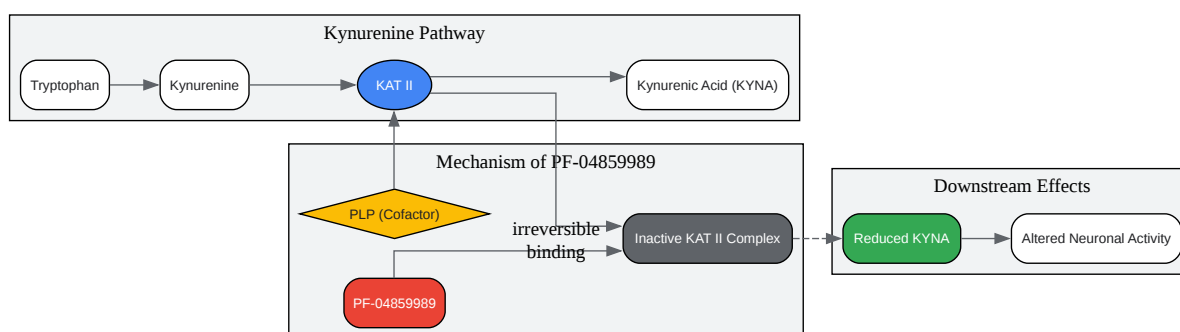 Kynurenine Pathway
Tryptophan
Kynurenine
KAT II
Kynurenic Acid (KYNA)
Mechanism of PF-04859989
PLP (Cofactor)
irreversible
binding
Inactive KAT II Complex
PF-04859989
Downstream Effects
Reduced KYNA
Altered Neuronal Activity